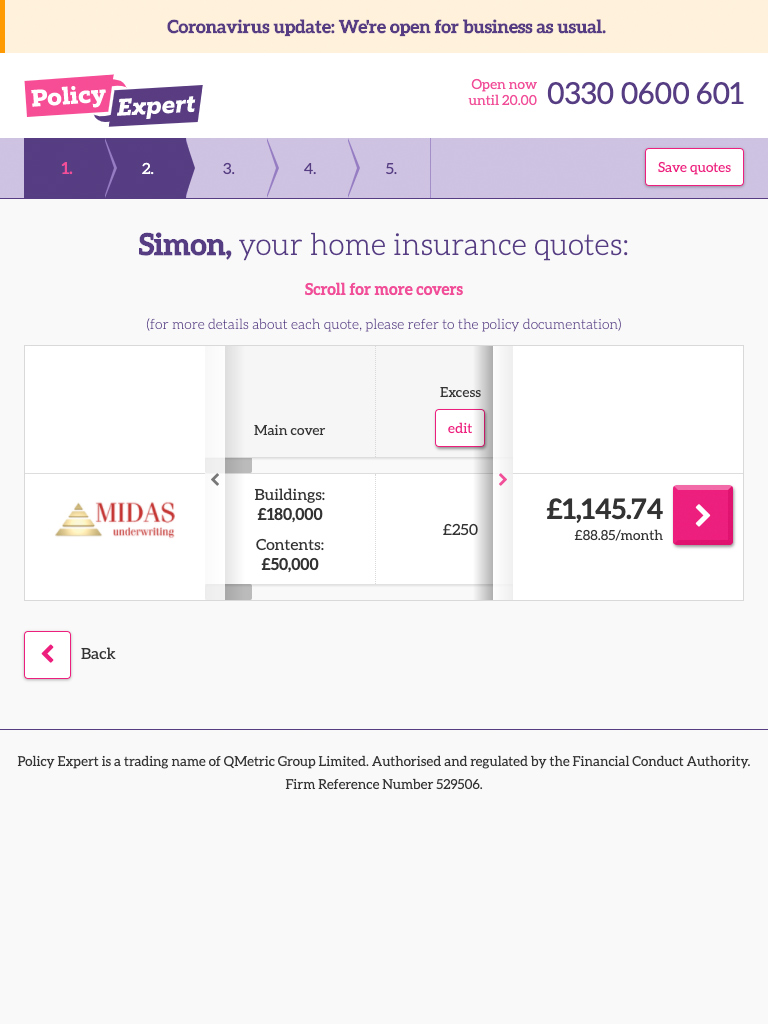 Coronavirus update: We're open for business as usual.
Policy Expert
Open now
until 20.00
0330 0600 601
1.
2.
3.
4.
5.
Save quotes
Simon, your home insurance quotes:
Scroll for more covers
(for more details about each quote, please refer to the policy documentation)
Main cover
Excess
edit
MIDAS
underwriting
Buildings:
£180,000
Contents:
£50,000
£250
£1,145.74
£88.85/month
Back
Policy Expert is a trading name of QMetric Group Limited. Authorised and regulated by the Financial Conduct Authority.
Firm Reference Number 529506.